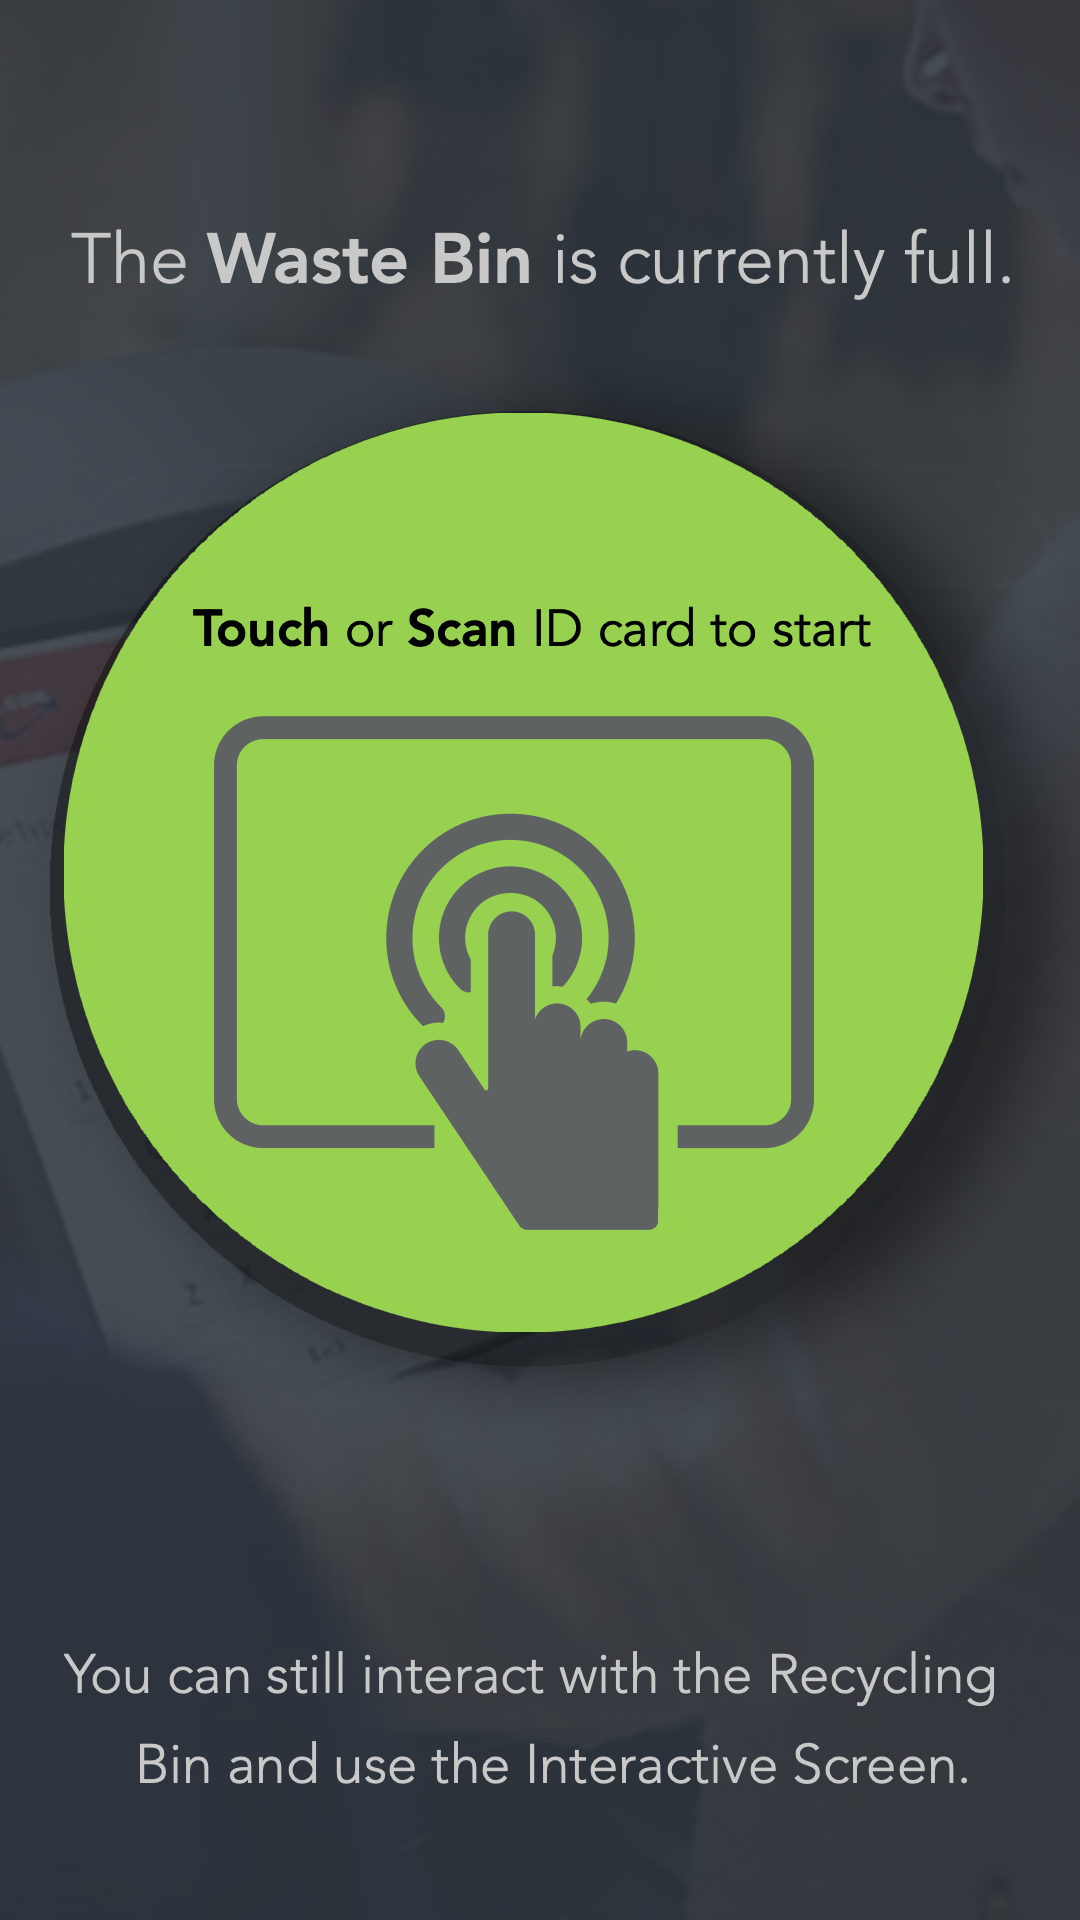 The Waste Bin is currently full.
Touch or Scan ID card to start
You can still interact with the Recycling
Bin and use the Interactive Screen.